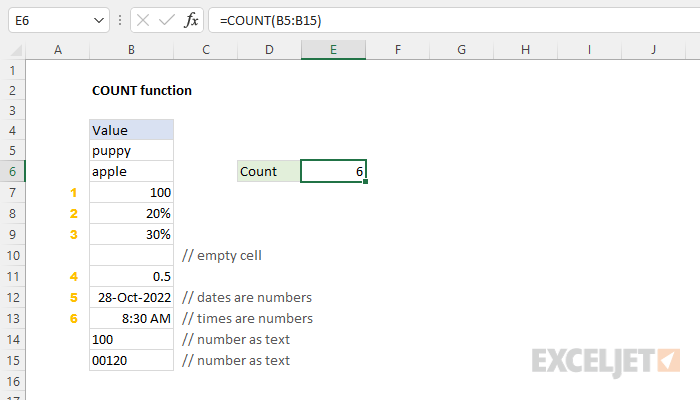 E6 fx =COUNT(B5:B15)
A B C D E F G H I J
1
2 COUNT function
3
4 Value
5 puppy
6 apple Count 6
7 1 100
8 2 20%
9 3 30%
10 // empty cell
11 4 0.5
12 5 28-Oct-2022 // dates are numbers
13 6 8:30 AM // times are numbers
14 100 // number as text
15 00120 // number as text
16
17
EXCELJET